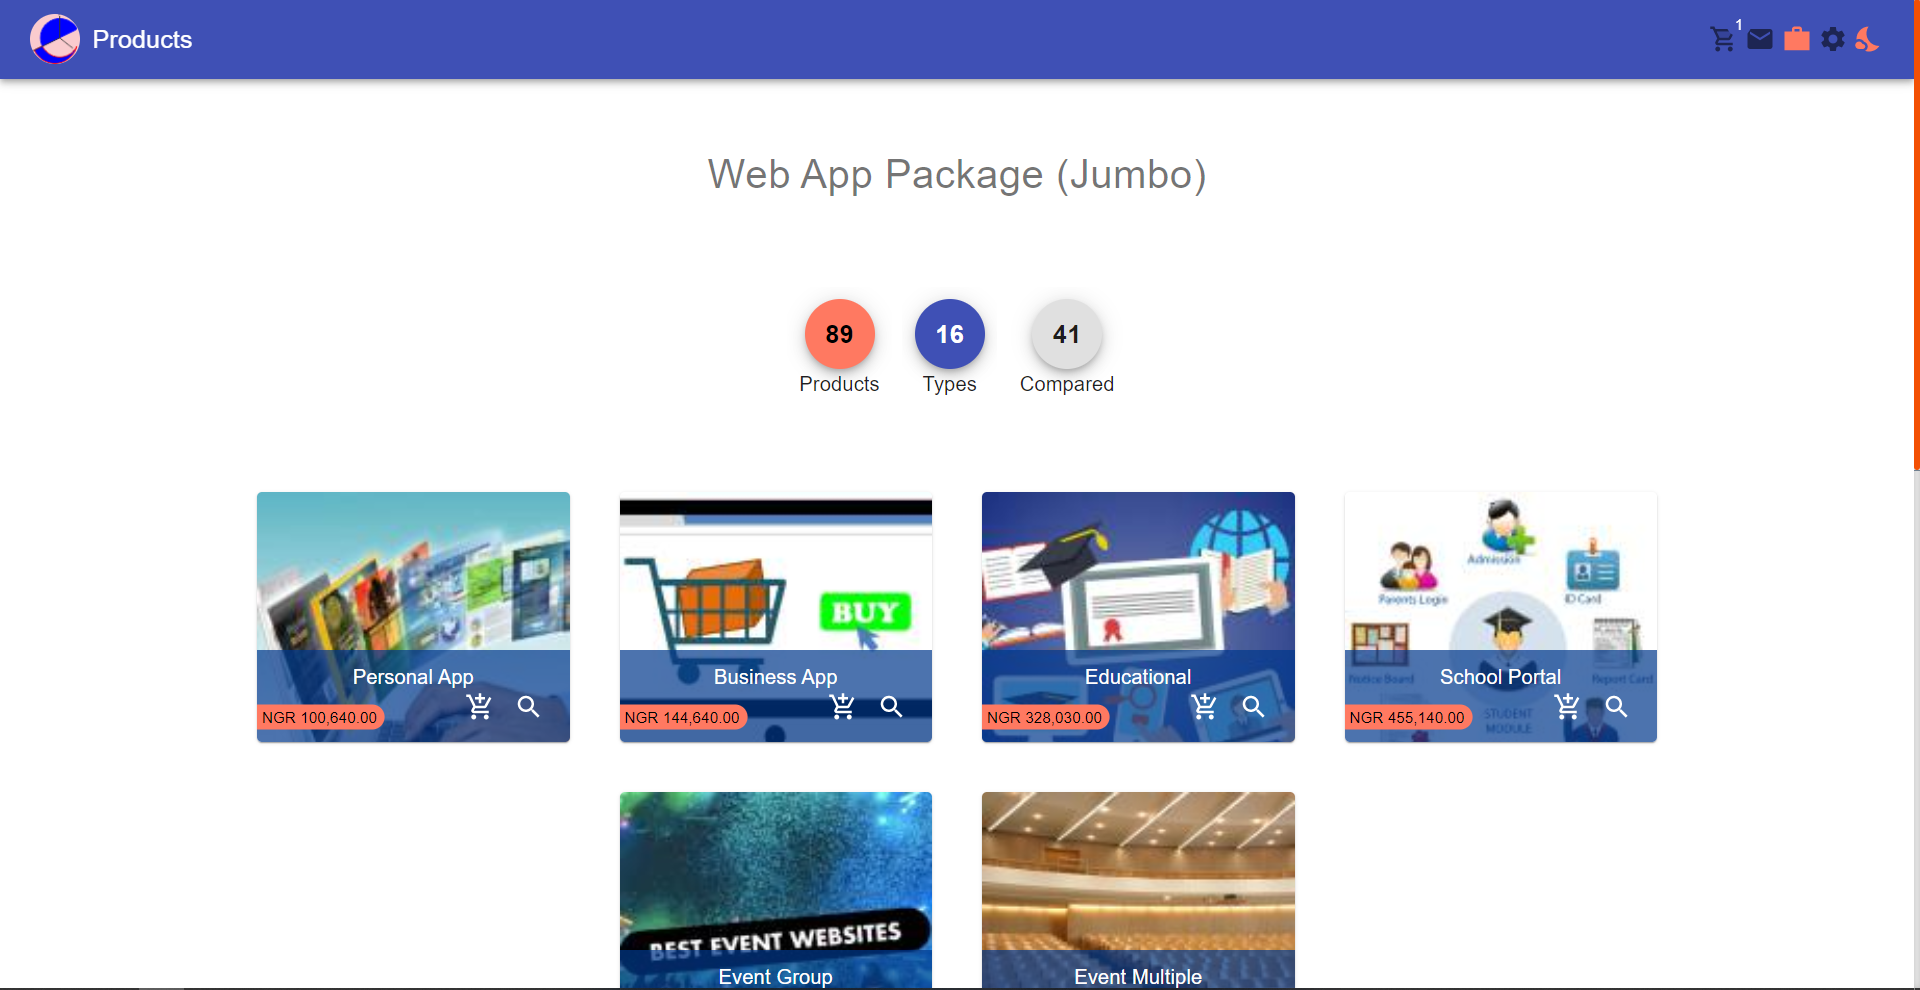 Products
1
Web App Package (Jumbo)
89
16
41
Products
Types
Compared
BUY
Admission
Parents Login
ID Card
Notice Board
Report Card
STUDENT
MODULE
Personal App
NGR 100,640.00
Business App
NGR 144,640.00
Educational
NGR 328,030.00
School Portal
NGR 455,140.00
BEST EVENT WEBSITES
Event Group
Event Multiple